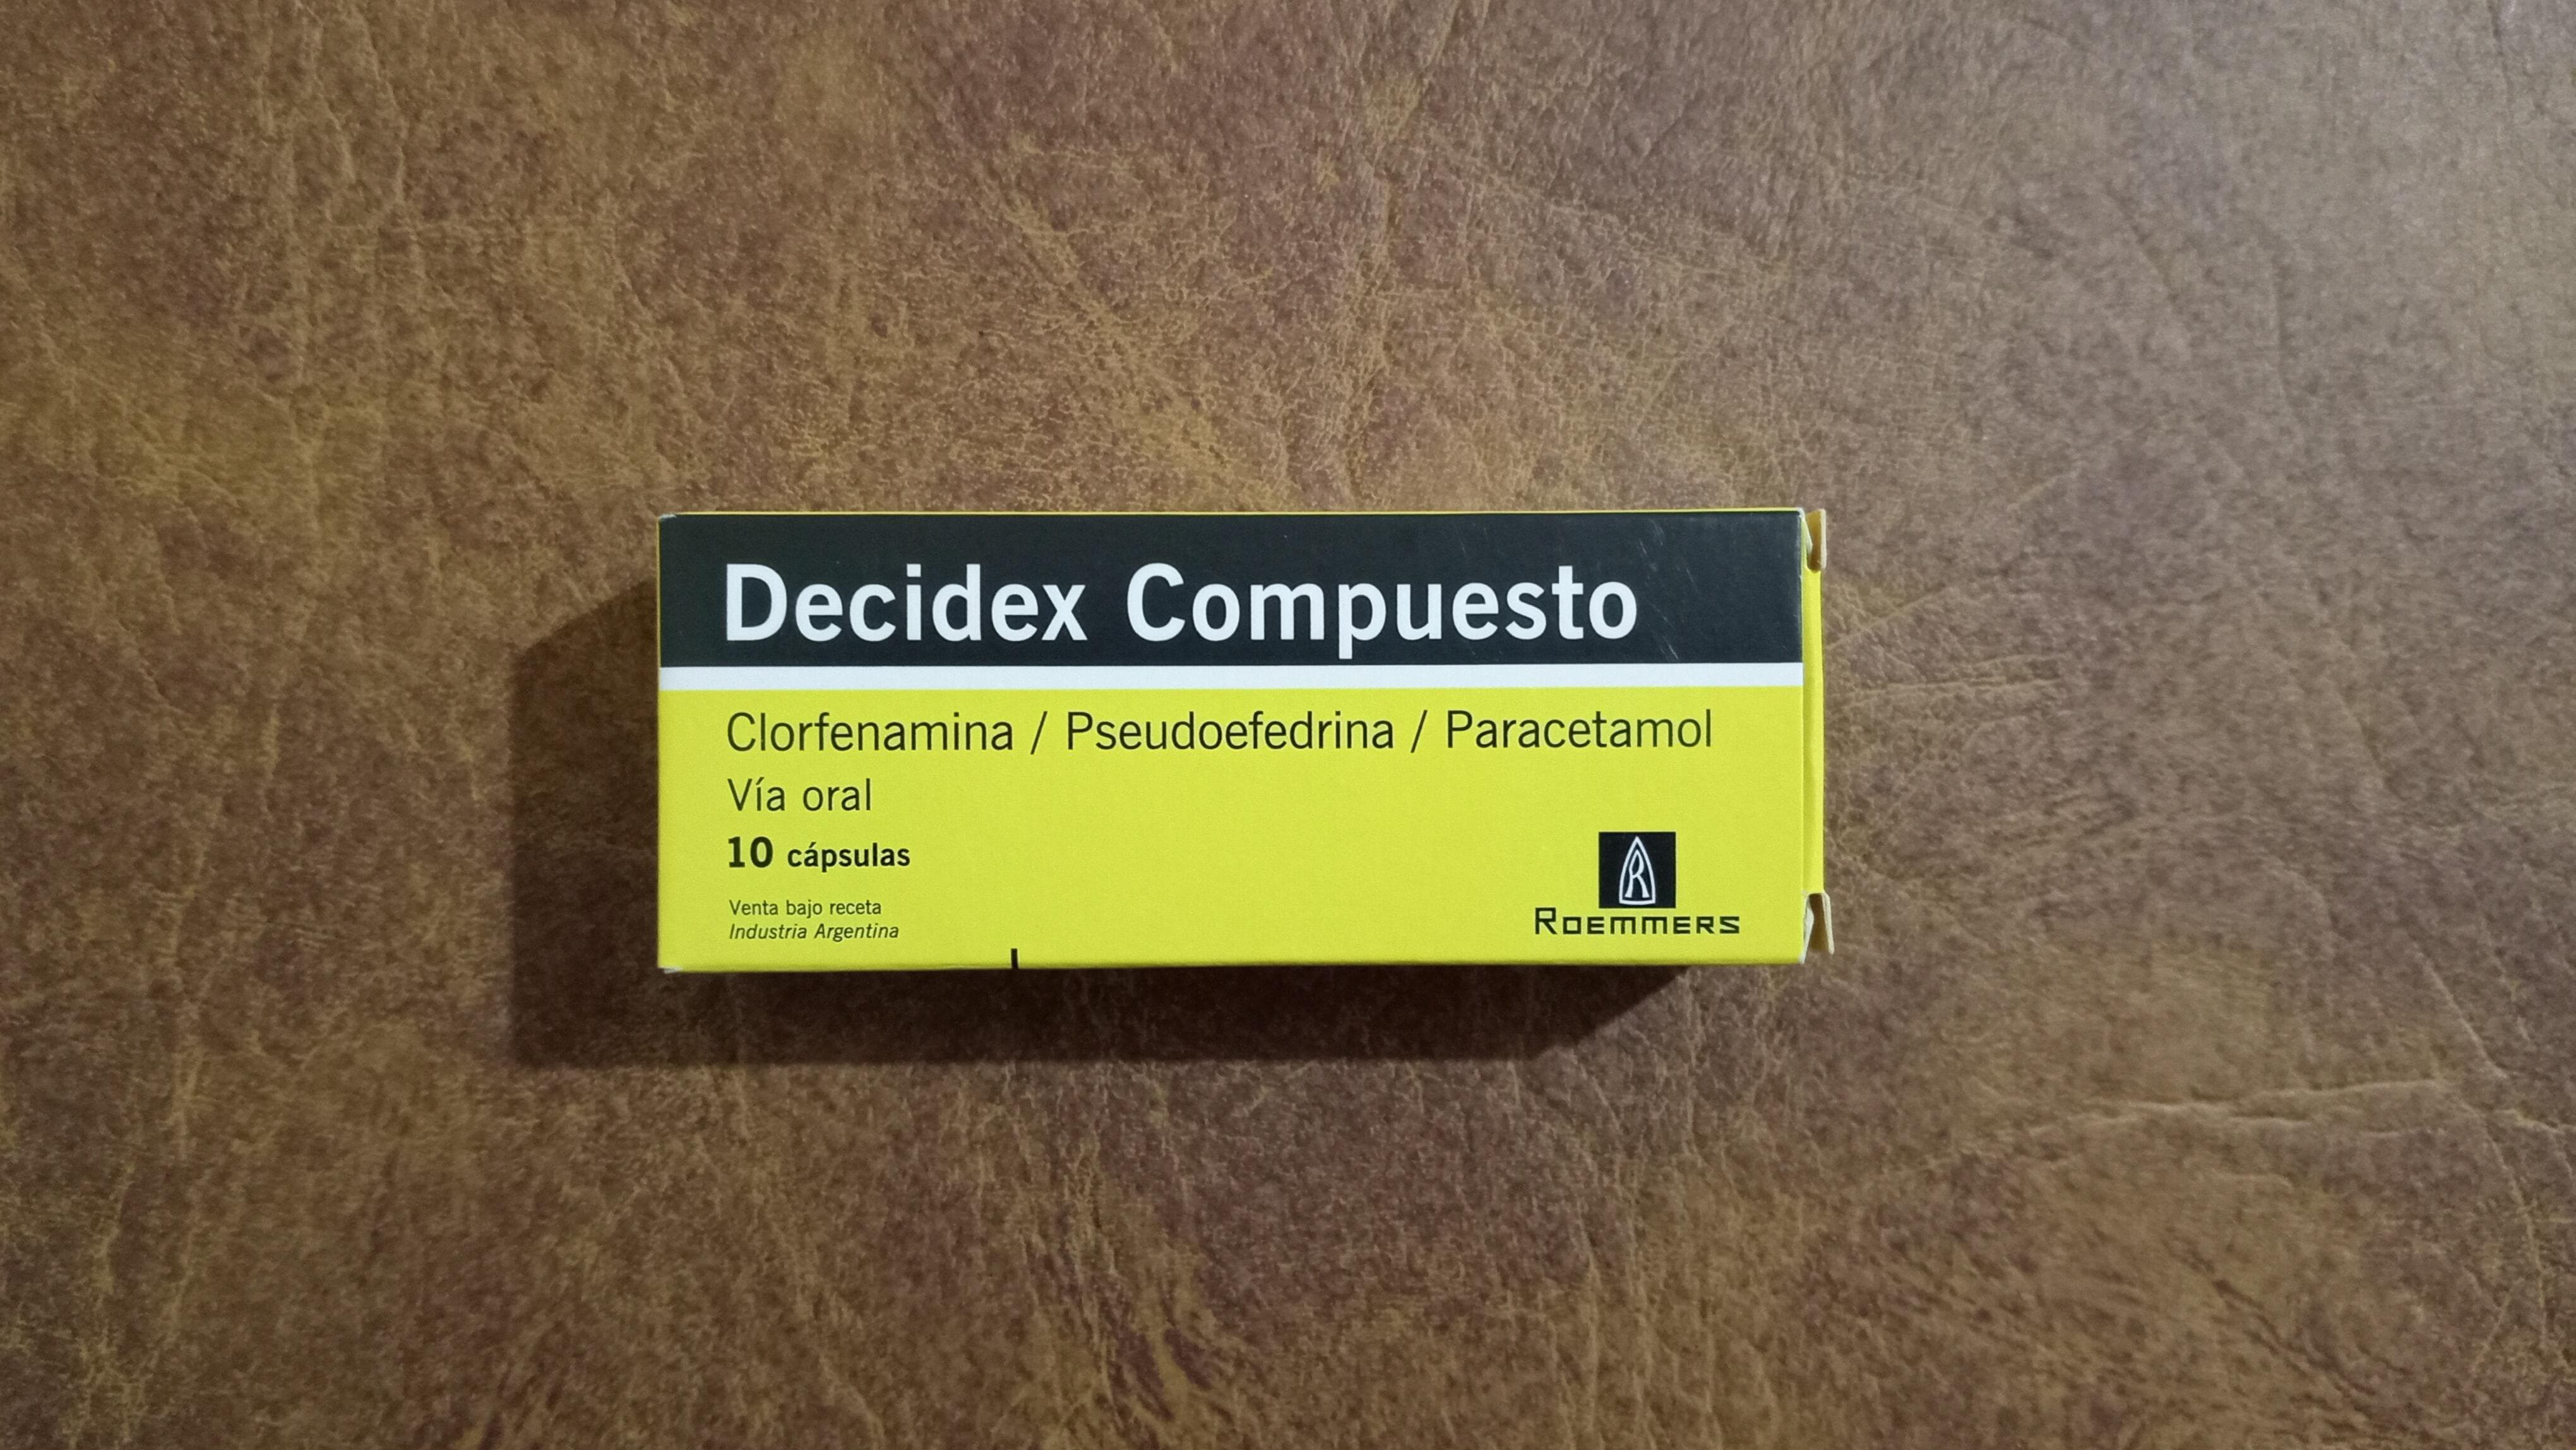 Decidex Compuesto
Clorfenamina / Pseudoefedrina / Paracetamol
Vía oral
10 cápsulas
Venta bajo receta
Industria Argentina
R
ROEMMERS